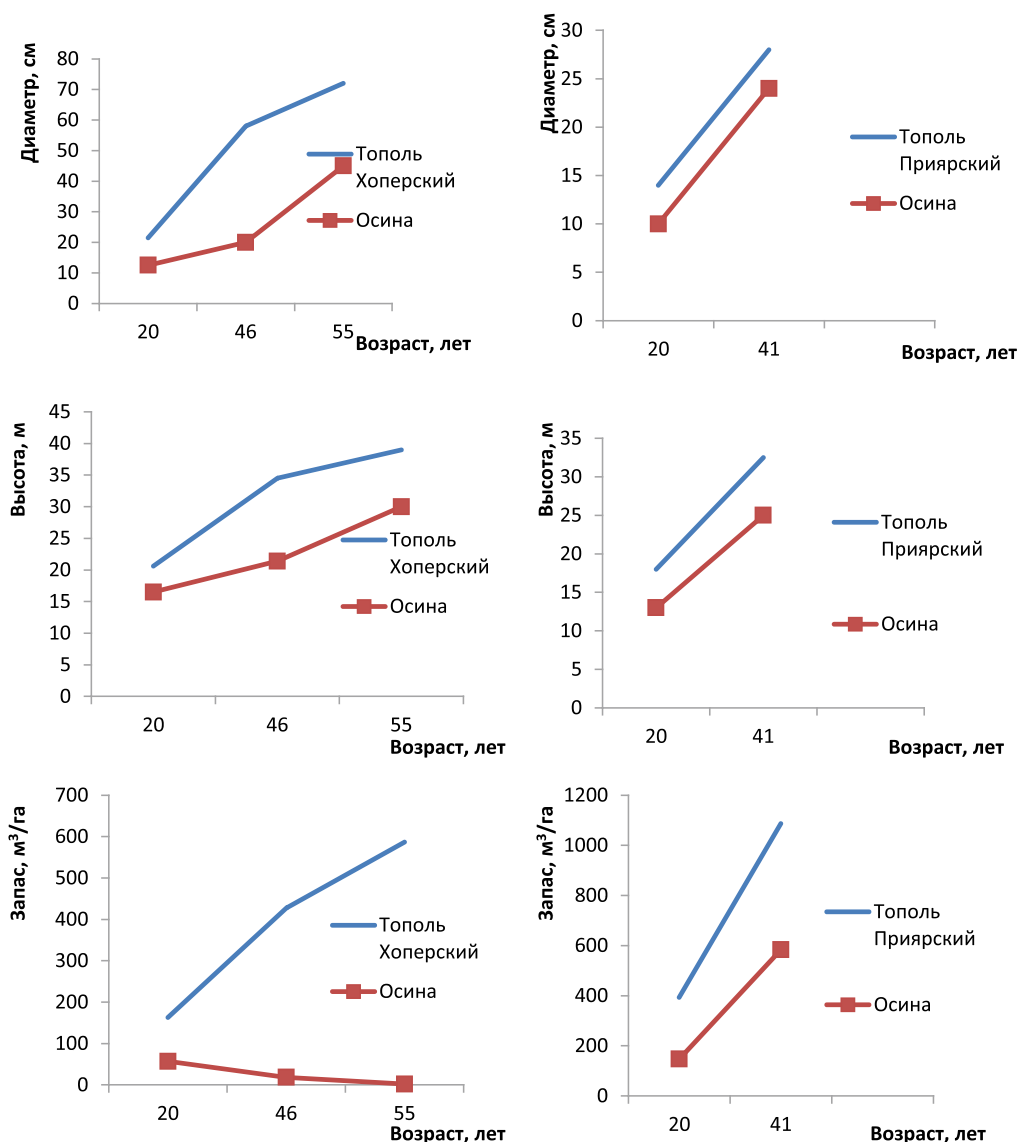 Диаметр, см
80
70
60
50
40
30
20
10
0
20
46
55
Возраст, лет
Тополь
Хоперский
Осина
Диаметр, см
30
25
20
15
10
5
0
20
41
Возраст, лет
Тополь
Приярский
Осина
Высота, м
45
40
35
30
25
20
15
10
5
0
20
46
55
Возраст, лет
Тополь
Хоперский
Осина
Высота, м
35
30
25
20
15
10
5
0
20
41
Возраст, лет
Тополь
Приярский
Осина
Запас, м³/га
700
600
500
400
300
200
100
0
20
46
55
Возраст, лет
Тополь
Хоперский
Осина
Запас, м³/га
1200
1000
800
600
400
200
0
20
41
Возраст, лет
Тополь
Приярский
Осина